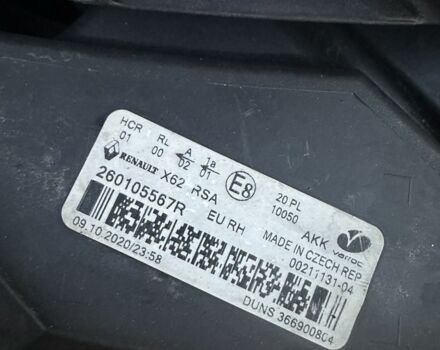 HCR RL A 1a
01 00 02 01
E8
20.PL
10050
RENAULT X62 RSA
AKK Varroc
260105567R EU RH
MADE IN CZECH REP
00211131-04
09.10.2020/23:58
DUNS 366900804